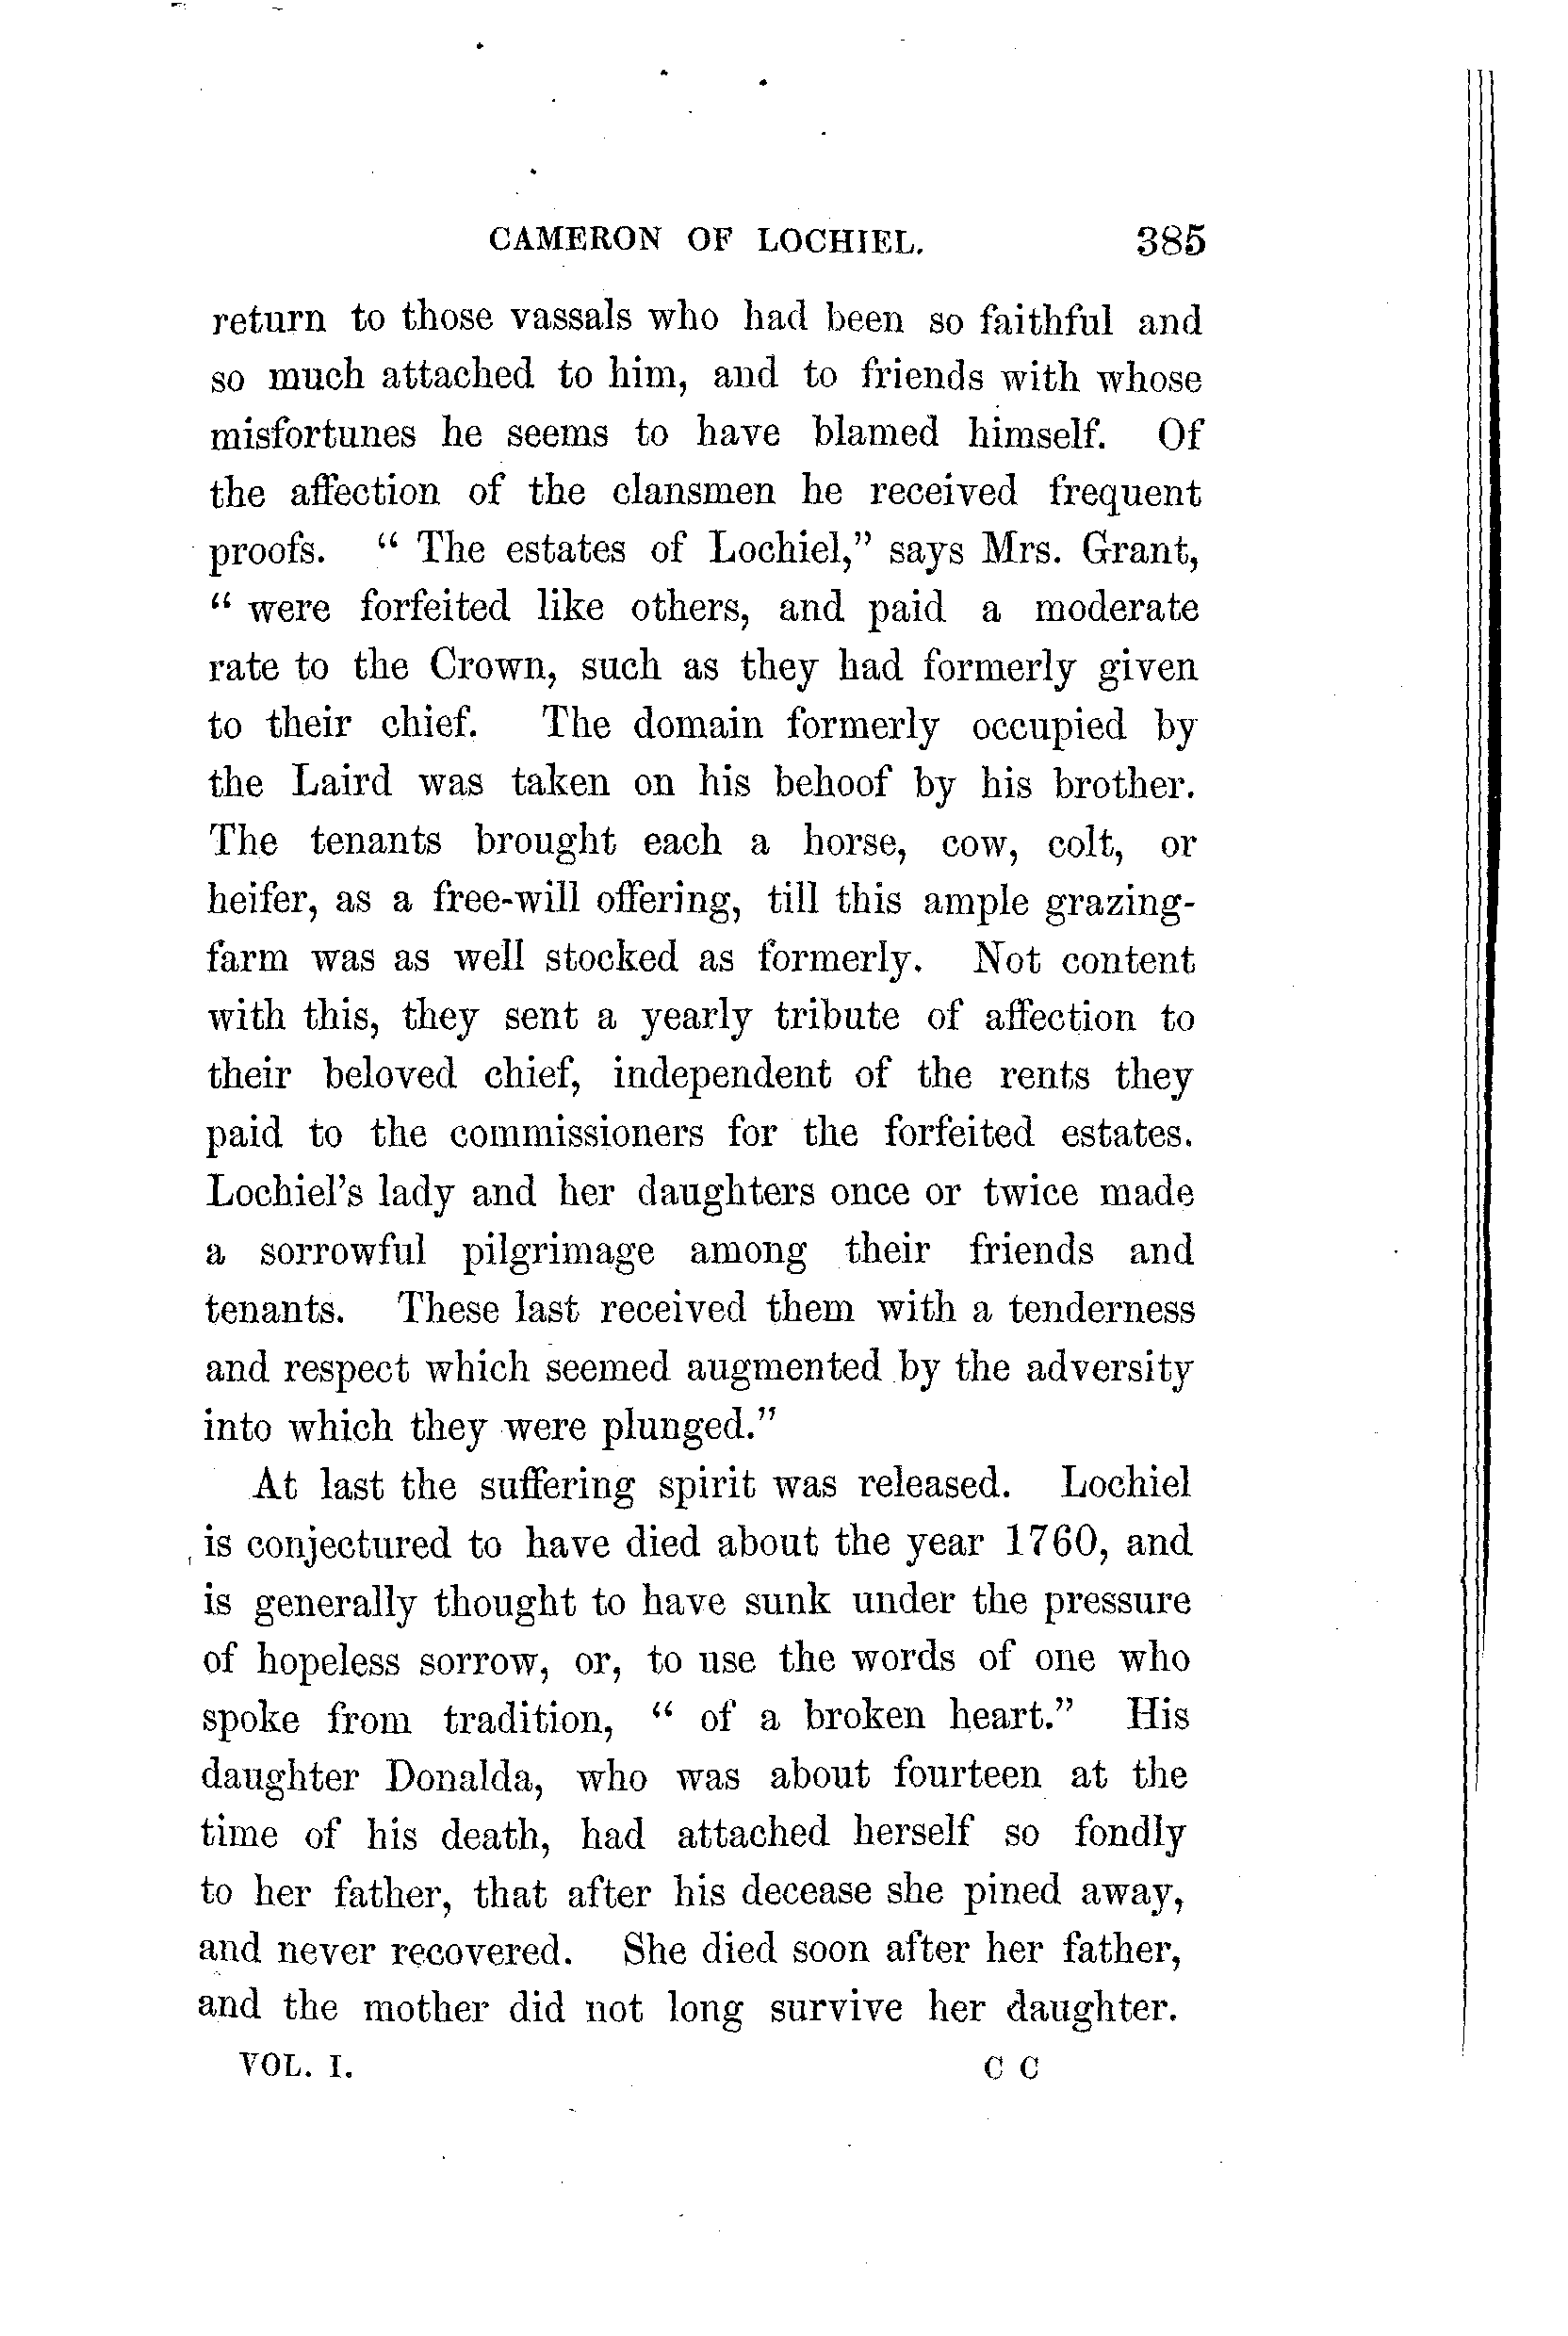 CAMERON OF LOCHIEL. 385
return to those vassals who had been so faithful and
so much attached to him, and to friends with whose
misfortunes he seems to have blamed himself. Of
the affection of the clansmen he received frequent
proofs. “ The estates of Lochiel,” says Mrs. Grant,
“ were forfeited like others, and paid a moderate
rate to the Crown, such as they had formerly given
to their chief. The domain formerly occupied by
the Laird was taken on his behoof by his brother.
The tenants brought each a horse, cow, colt, or
heifer, as a free-will offering, till this ample grazing-
farm was as well stocked as formerly. Not content
with this, they sent a yearly tribute of affection to
their beloved chief, independent of the rents they
paid to the commissioners for the forfeited estates.
Lochiel’s lady and her daughters once or twice made
a sorrowful pilgrimage among their friends and
tenants. These last received them with a tenderness
and respect which seemed augmented by the adversity
into which they were plunged.”
At last the suffering spirit was released. Lochiel
is conjectured to have died about the year 1760, and
is generally thought to have sunk under the pressure
of hopeless sorrow, or, to use the words of one who
spoke from tradition, “ of a broken heart.” His
daughter Donalda, who was about fourteen at the
time of his death, had attached herself so fondly
to her father, that after his decease she pined away,
and never recovered. She died soon after her father,
and the mother did not long survive her daughter.
VOL. I. C C